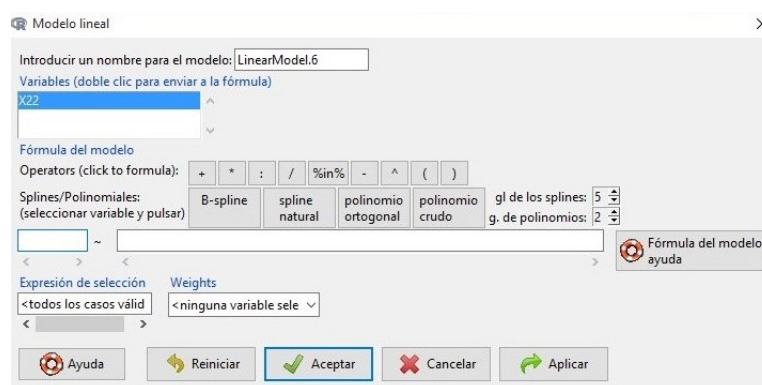 Modelo lineal
Introducir un nombre para el modelo: LinearModel.6
Variables (doble clic para enviar a la fórmula)
X22
Fórmula del modelo
Operators (click to formula): + * : / %in% - ^ ( )
Splines/Polinomiales:
(seleccionar variable y pulsar)
B-spline
spline
natural
polinomio
ortogonal
polinomio
crudo
gl de los splines: 5
g. de polinomios: 2
~
Fórmula del modelo
ayuda
Expresión de selección Weights
<todos los casos válid <ninguna variable sele
Ayuda Reiniciar Aceptar Cancelar Aplicar